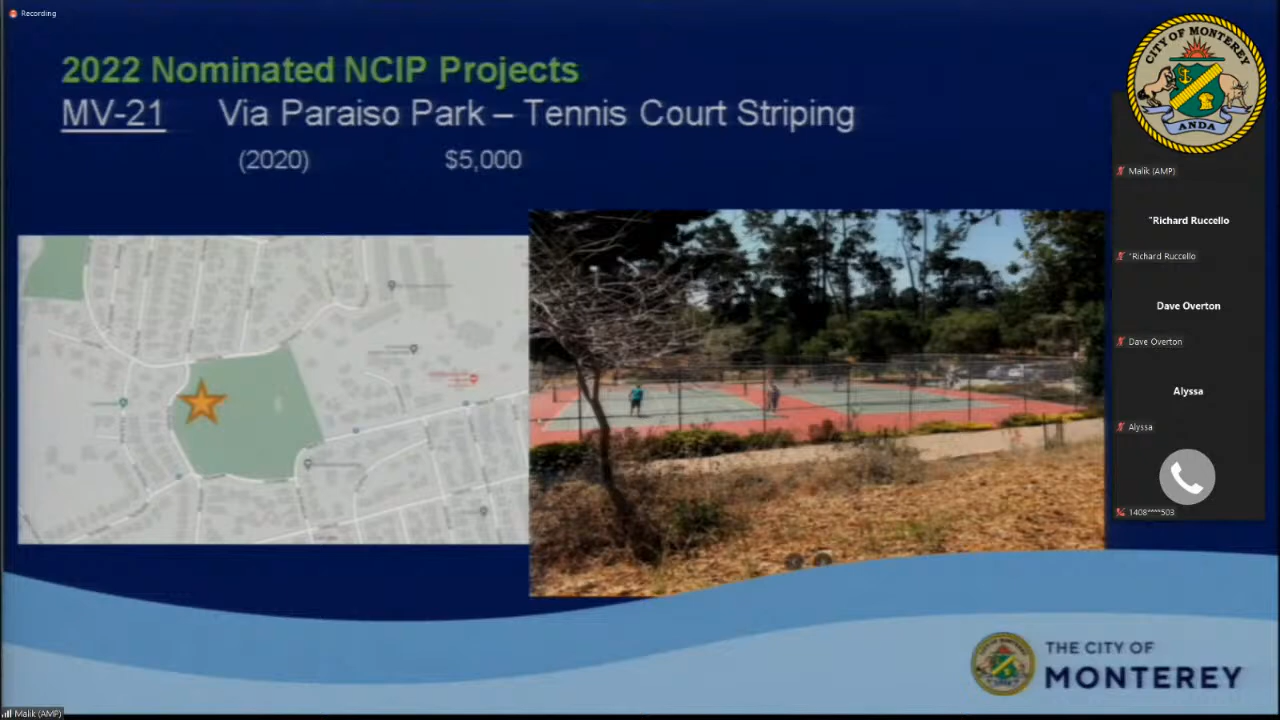 Recording
2022 Nominated NCIP Projects
MV-21 Via Paraiso Park – Tennis Court Striping
(2020) $5,000
CITY OF MONTEREY
ANDA
Malik (AMP)
"Richard Ruccello
"Richard Ruccello
Dave Overton
Dave Overton
Alyssa
Alyssa
1408****503
THE CITY OF
MONTEREY
Malik (AMP)